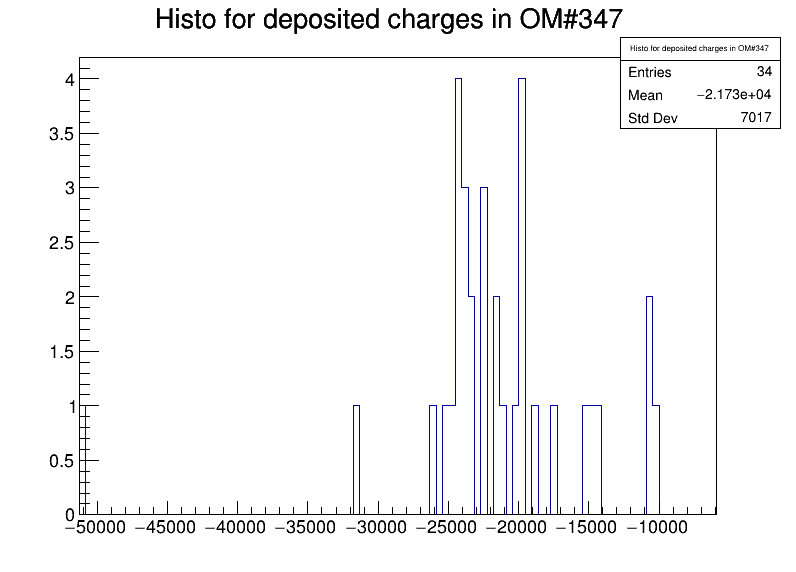 Histo for deposited charges in OM#347
Histo for deposited charges in OM#347
Entries 34
Mean −2.173e+04
Std Dev 7017
4
3.5
3
2.5
2
1.5
1
0.5
0
−50000 −45000 −40000 −35000 −30000 −25000 −20000 −15000 −10000